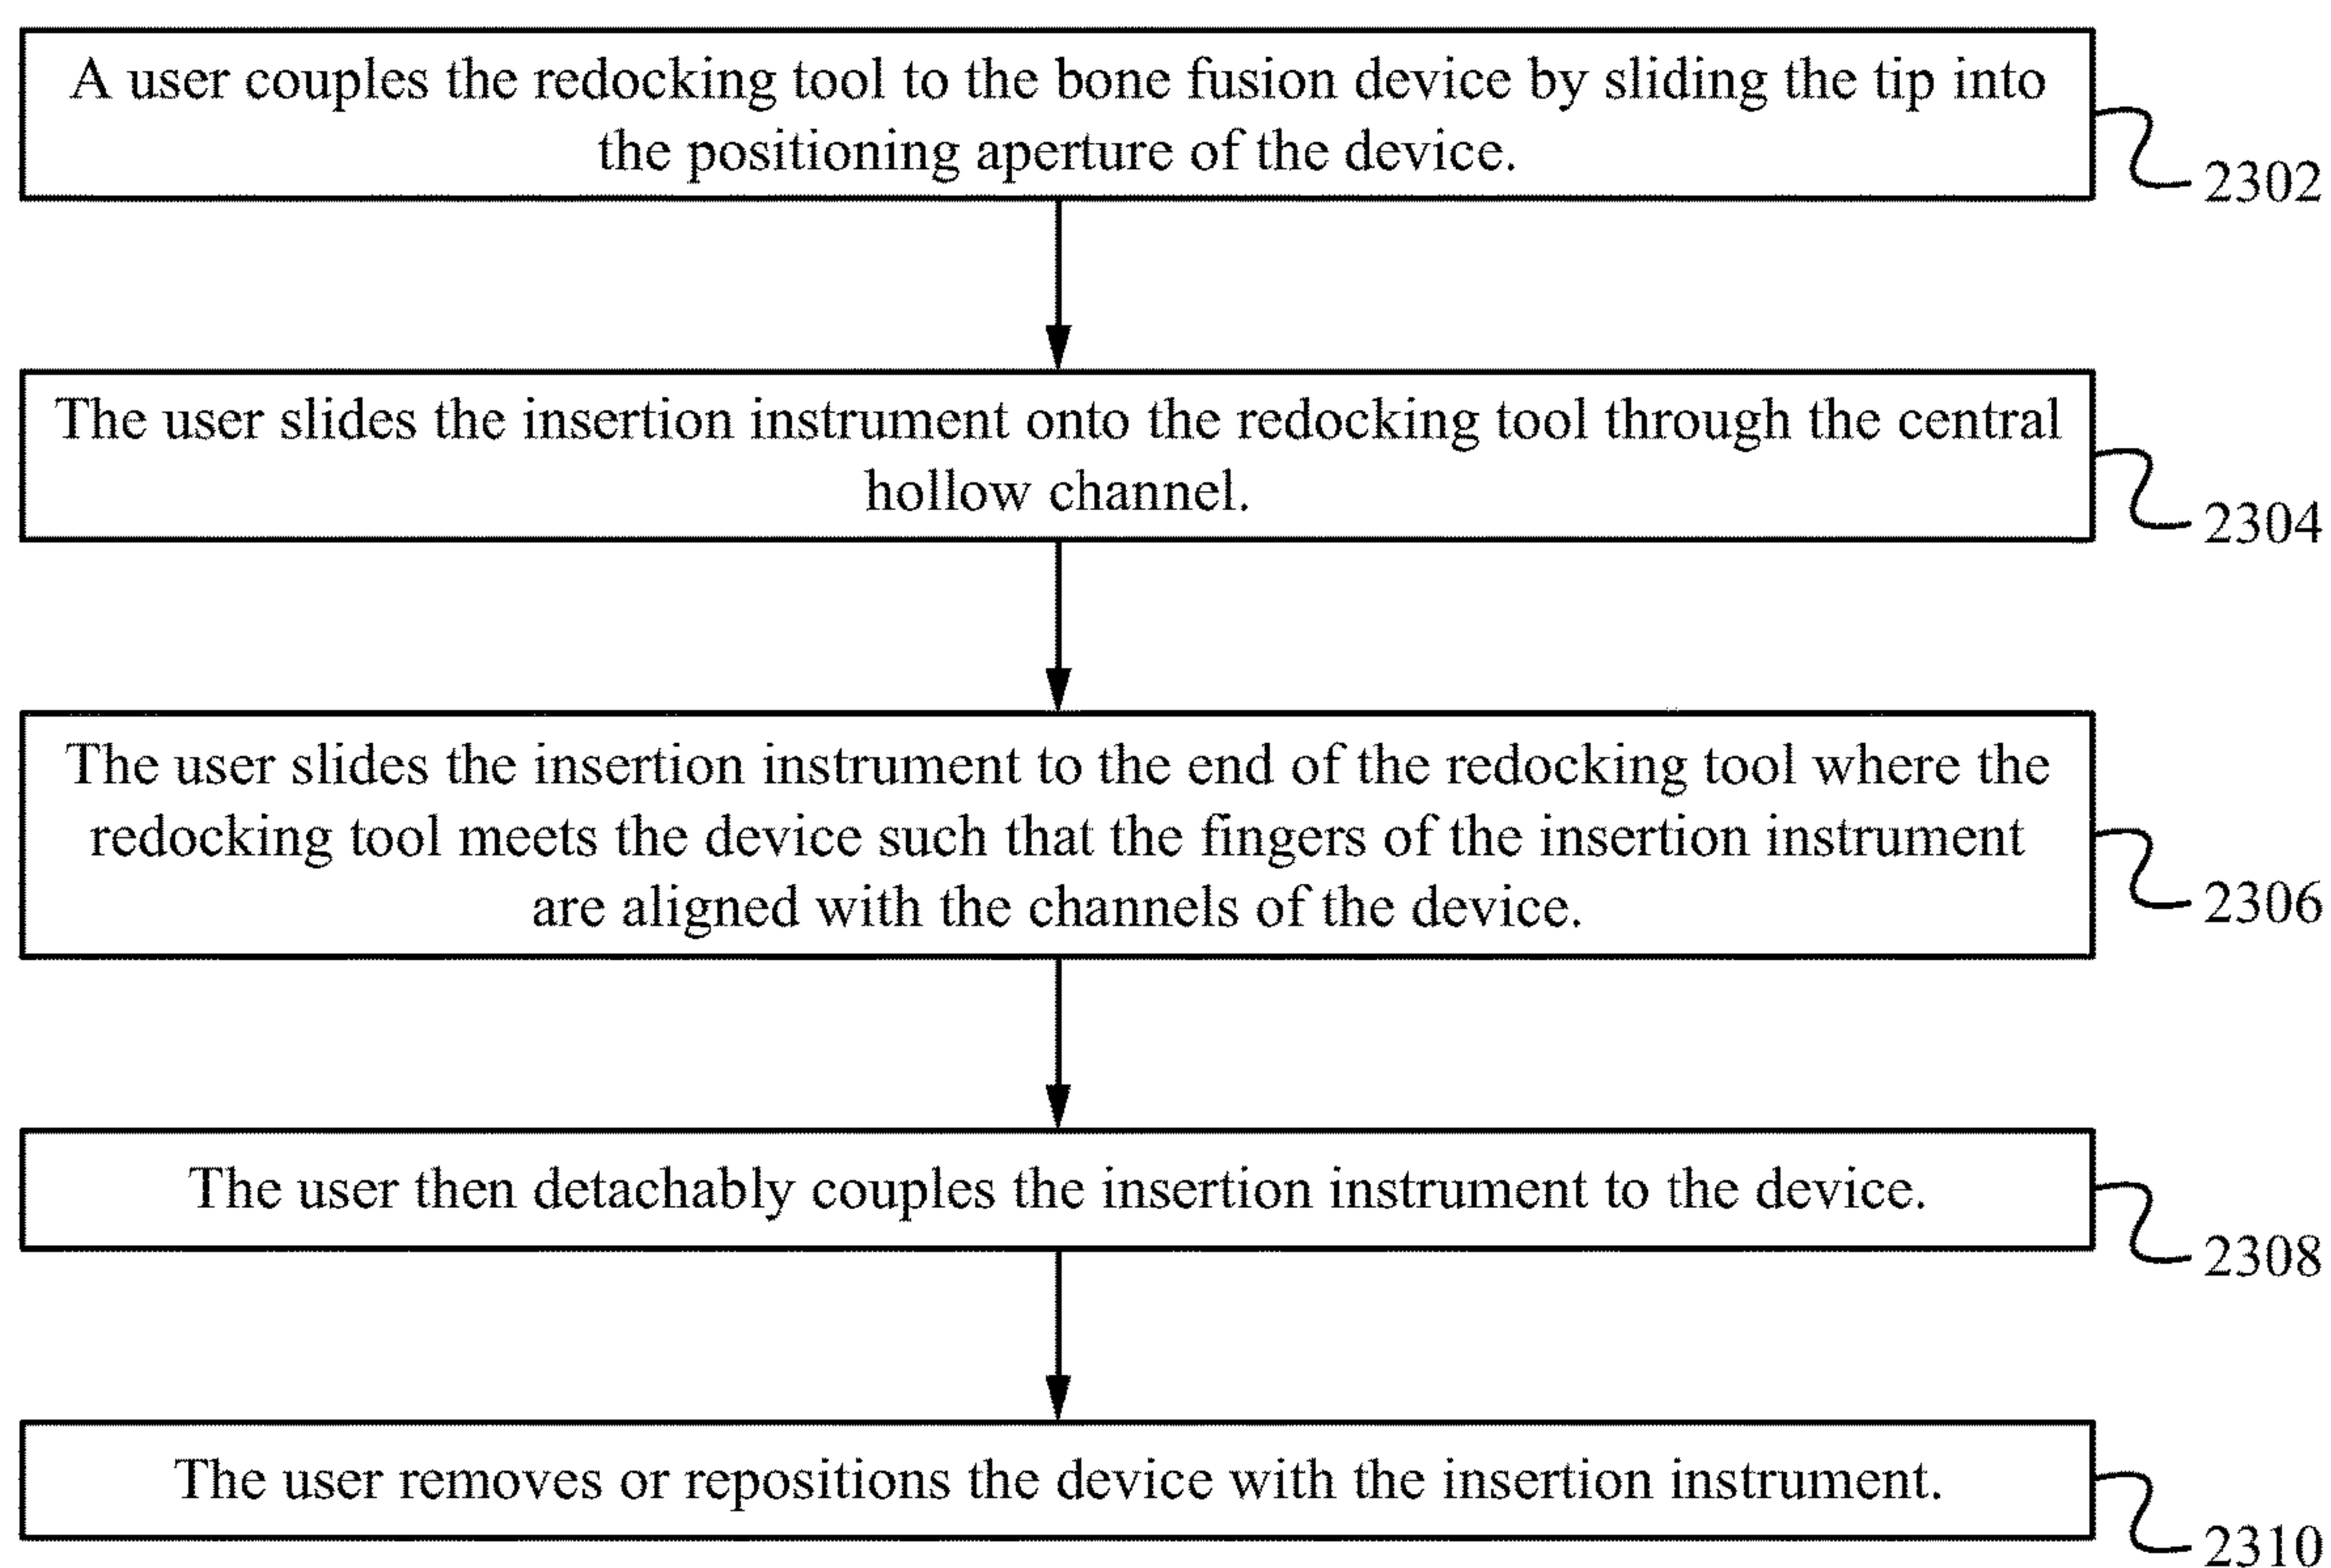 A user couples the redocking tool to the bone fusion device by sliding the tip into
the positioning aperture of the device.
2302
The user slides the insertion instrument onto the redocking tool through the central
hollow channel.
2304
The user slides the insertion instrument to the end of the redocking tool where the
redocking tool meets the device such that the fingers of the insertion instrument
are aligned with the channels of the device.
2306
The user then detachably couples the insertion instrument to the device.
2308
The user removes or repositions the device with the insertion instrument.
2310